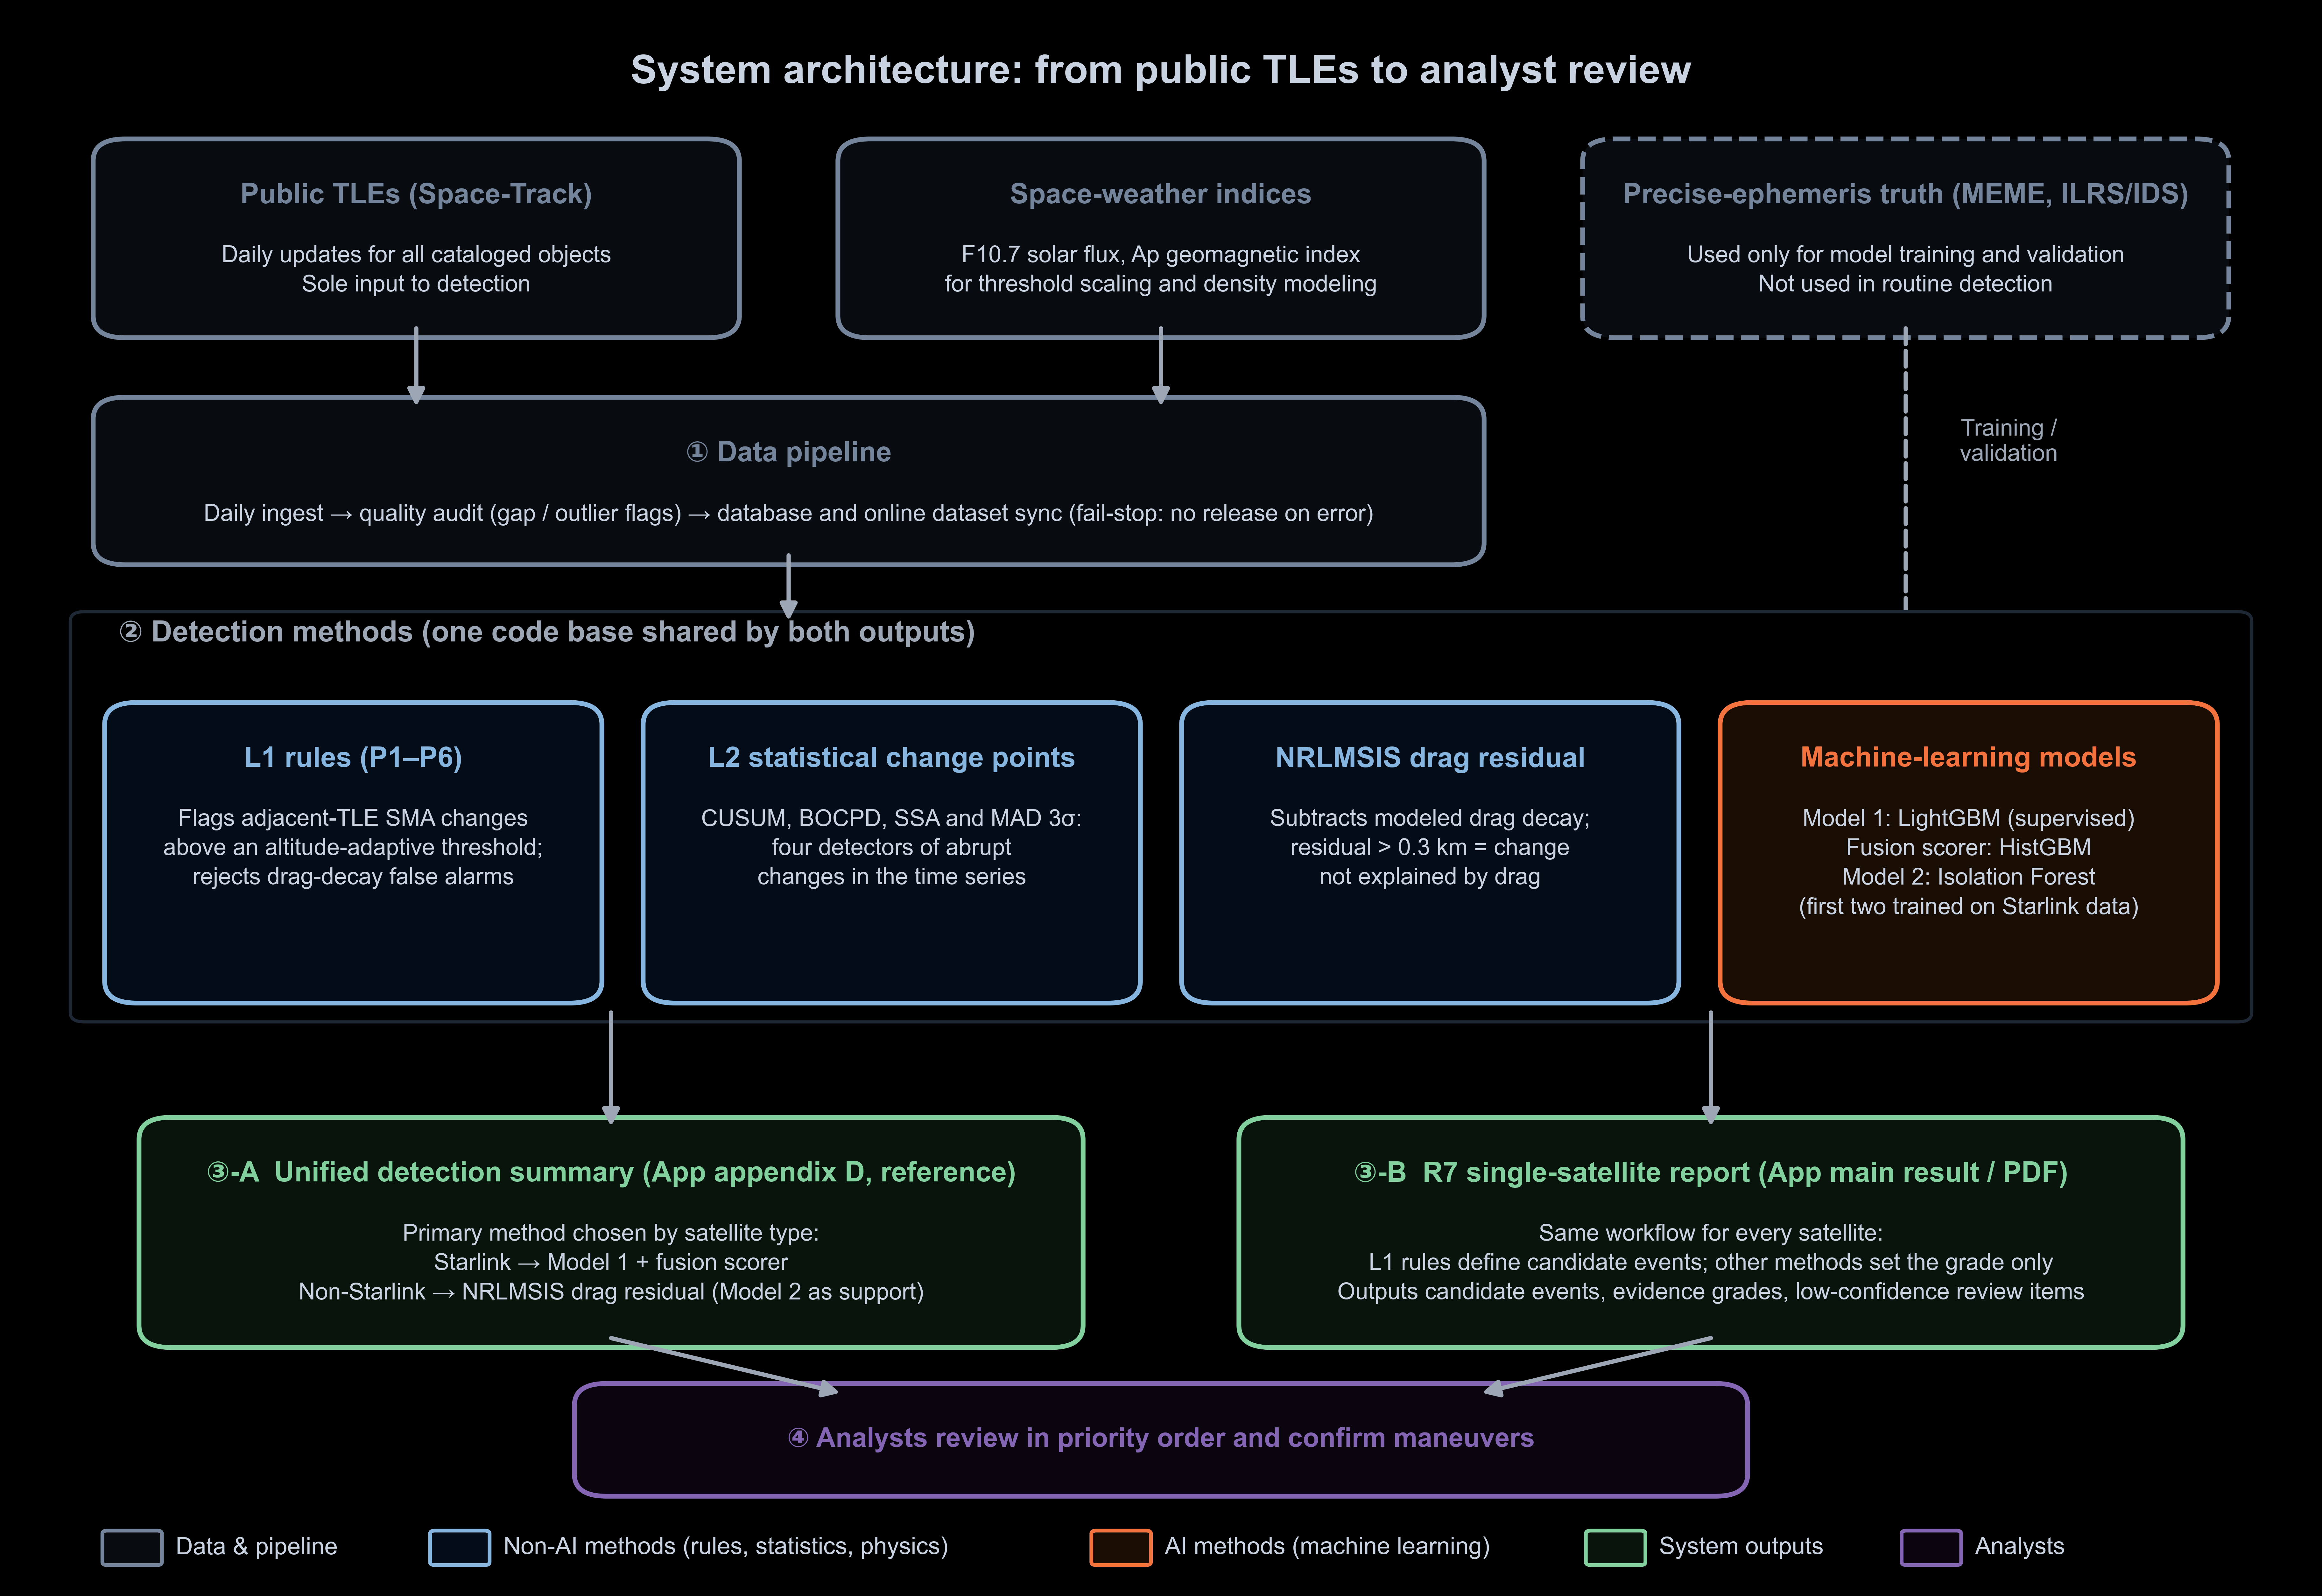 System architecture: from public TLEs to analyst review
Public TLEs (Space-Track)
Daily updates for all cataloged objects
Sole input to detection
Space-weather indices
F10.7 solar flux, Ap geomagnetic index
for threshold scaling and density modeling
Precise-ephemeris truth (MEME, ILRS/IDS)
Used only for model training and validation
Not used in routine detection
① Data pipeline
Daily ingest → quality audit (gap / outlier flags) → database and online dataset sync (fail-stop: no release on error)
Training /
validation
② Detection methods (one code base shared by both outputs)
L1 rules (P1–P6)
Flags adjacent-TLE SMA changes
above an altitude-adaptive threshold;
rejects drag-decay false alarms
L2 statistical change points
CUSUM, BOCPD, SSA and MAD 3σ:
four detectors of abrupt
changes in the time series
NRLMSIS drag residual
Subtracts modeled drag decay;
residual > 0.3 km = change
not explained by drag
Machine-learning models
Model 1: LightGBM (supervised)
Fusion scorer: HistGBM
Model 2: Isolation Forest
(first two trained on Starlink data)
③-A  Unified detection summary (App appendix D, reference)
Primary method chosen by satellite type:
Starlink → Model 1 + fusion scorer
Non-Starlink → NRLMSIS drag residual (Model 2 as support)
③-B  R7 single-satellite report (App main result / PDF)
Same workflow for every satellite:
L1 rules define candidate events; other methods set the grade only
Outputs candidate events, evidence grades, low-confidence review items
④ Analysts review in priority order and confirm maneuvers
Data & pipeline
Non-AI methods (rules, statistics, physics)
AI methods (machine learning)
System outputs
Analysts